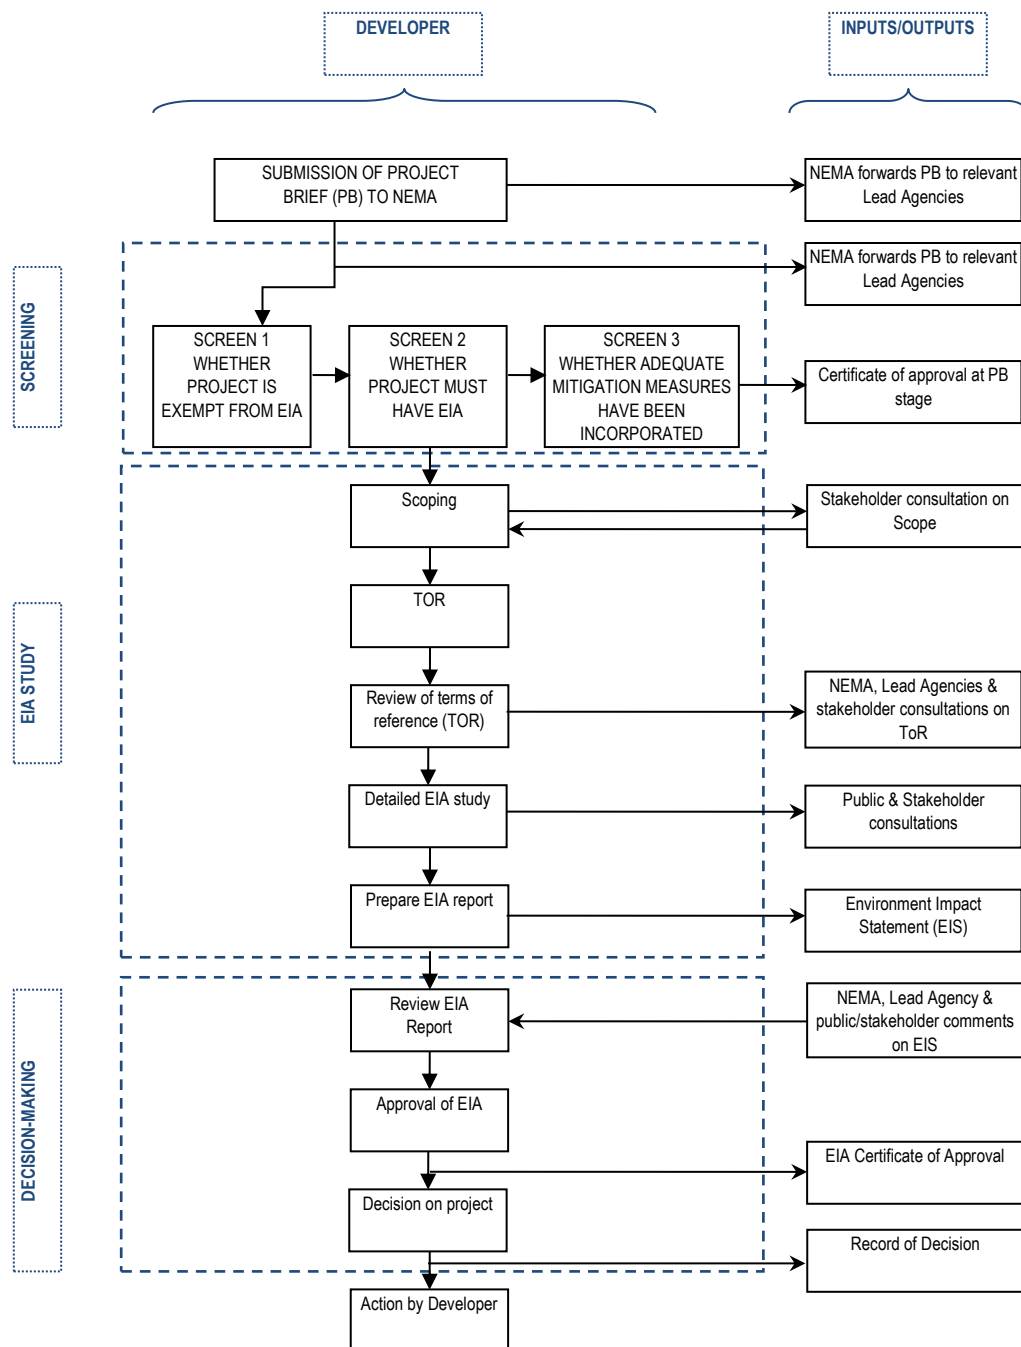 DEVELOPER
INPUTS/OUTPUTS
SUBMISSION OF PROJECT
BRIEF (PB) TO NEMA
NEMA forwards PB to relevant
Lead Agencies
NEMA forwards PB to relevant
Lead Agencies
SCREENING
SCREEN 1
WHETHER
PROJECT IS
EXEMPT FROM EIA
SCREEN 2
WHETHER
PROJECT MUST
HAVE EIA
SCREEN 3
WHETHER ADEQUATE
MITIGATION MEASURES
HAVE BEEN
INCORPORATED
Certificate of approval at PB
stage
EIA STUDY
Scoping
Stakeholder consultation on
Scope
TOR
Review of terms of
reference (TOR)
NEMA, Lead Agencies &
stakeholder consultations on
ToR
Detailed EIA study
Public & Stakeholder
consultations
Prepare EIA report
Environment Impact
Statement (EIS)
DECISION-MAKING
Review EIA
Report
NEMA, Lead Agency &
public/stakeholder comments
on EIS
Approval of EIA
EIA Certificate of Approval
Decision on project
Record of Decision
Action by Developer